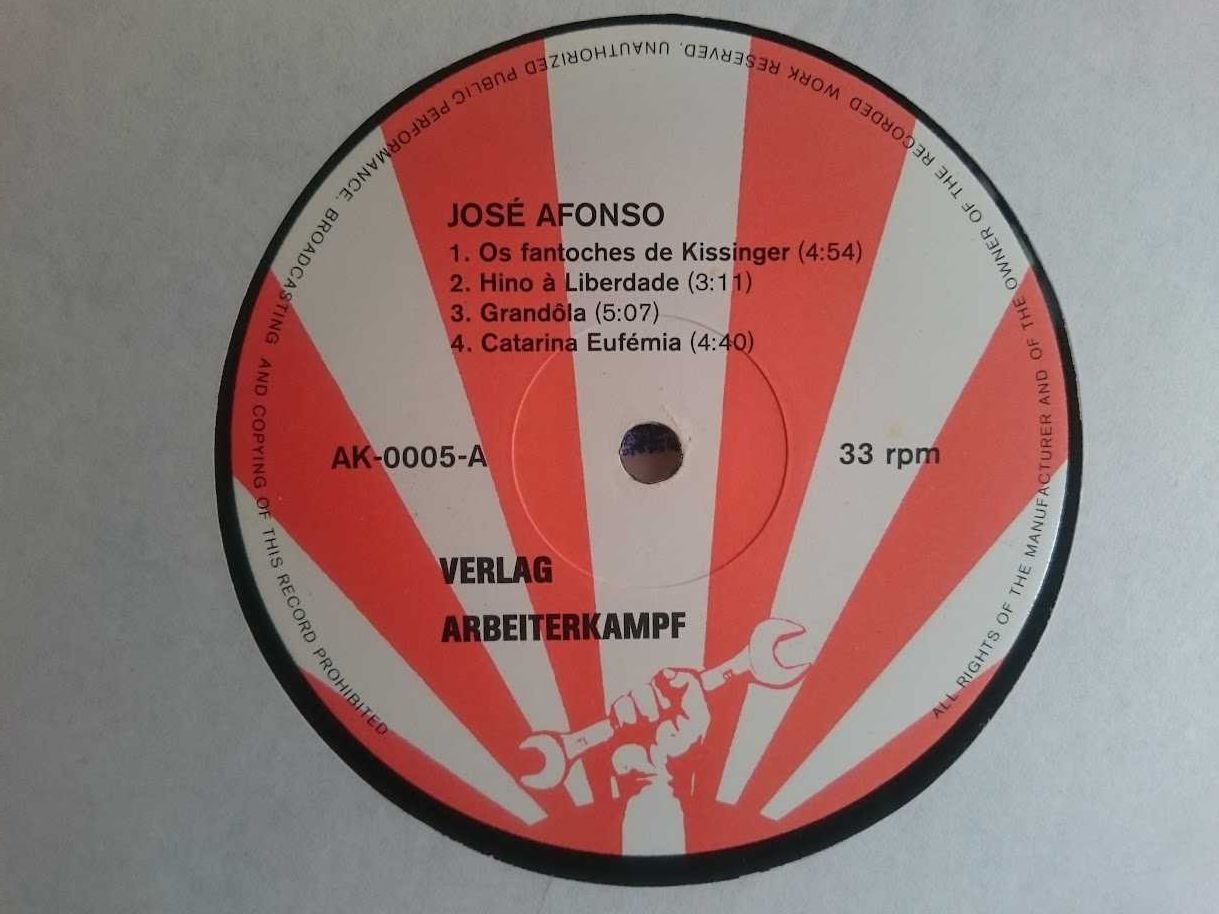 JOSÉ AFONSO
1. Os fantoches de Kissinger (4:54)
2. Hino à Liberdade (3:11)
3. Grandôla (5:07)
4. Catarina Eufémia (4:40)
AK-0005-A
33 rpm
VERLAG
ARBEITERKAMPF
ALL RIGHTS OF THE MANUFACTURER AND OF THE OWNER OF THE RECORDED WORK RESERVED. UNAUTHORIZED PUBLIC PERFORMANCE, BROADCASTING AND COPYING OF THIS RECORD PROHIBITED